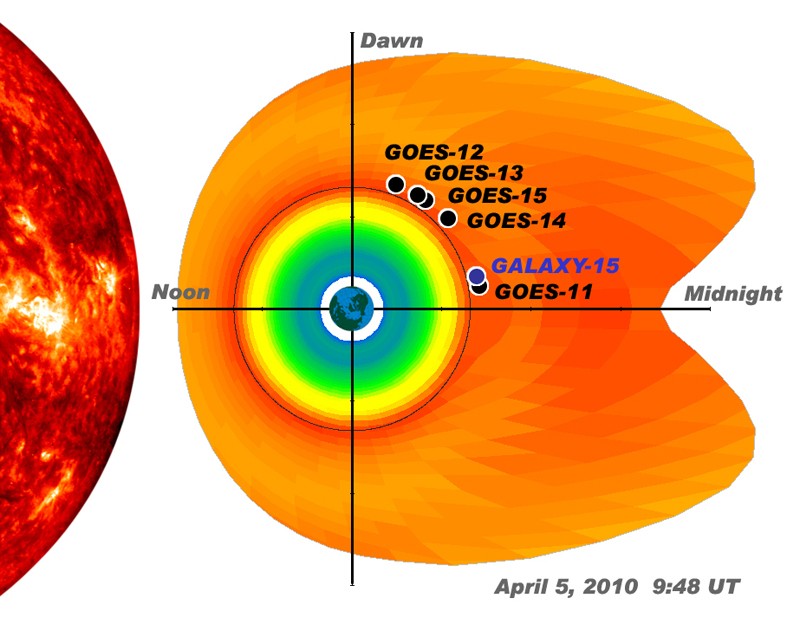 Dawn
GOES-12
GOES-13
GOES-15
GOES-14
GALAXY-15
Noon
GOES-11
Midnight
April 5, 2010 9:48 UT